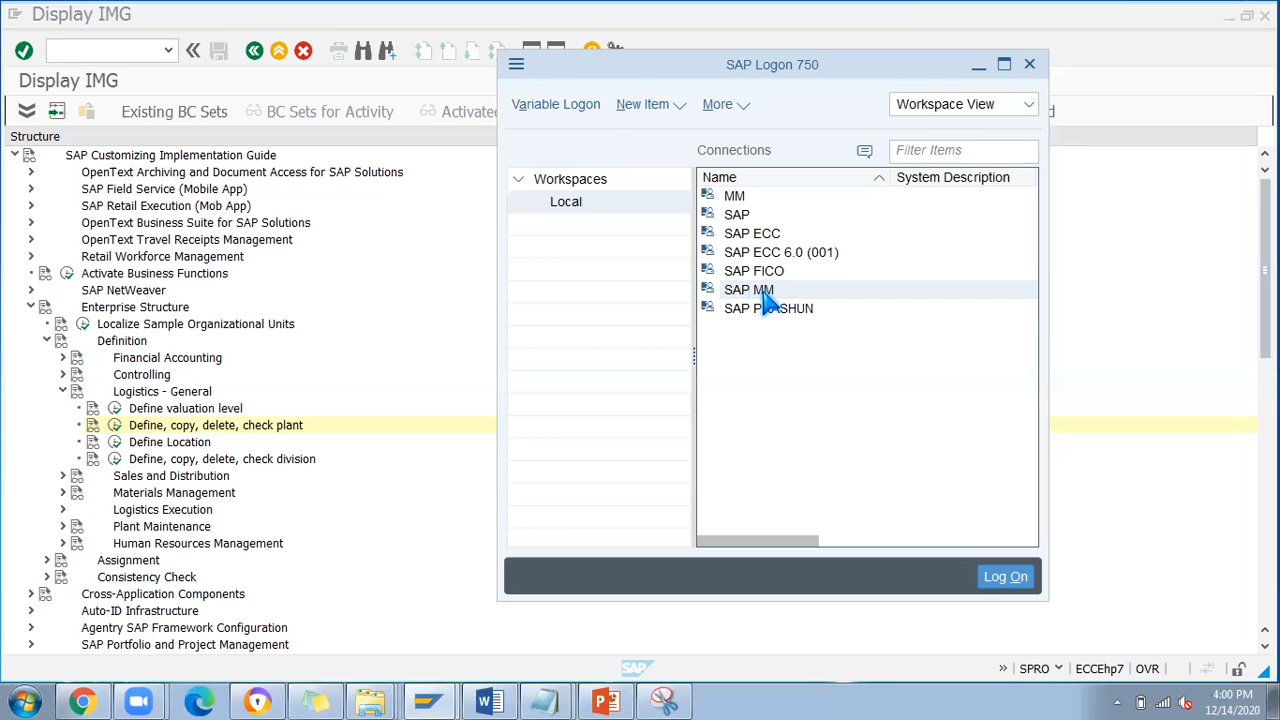 Display IMG
Display IMG
Existing BC Sets
BC Sets for Activity
Activated
d
Structure
SAP Customizing Implementation Guide
OpenText Archiving and Document Access for SAP Solutions
SAP Field Service (Mobile App)
SAP Retail Execution (Mob App)
OpenText Business Suite for SAP Solutions
OpenText Travel Receipts Management
Retail Workforce Management
Activate Business Functions
SAP NetWeaver
Enterprise Structure
Localize Sample Organizational Units
Definition
Financial Accounting
Controlling
Logistics - General
Define valuation level
Define, copy, delete, check plant
Define Location
Define, copy, delete, check division
Sales and Distribution
Materials Management
Logistics Execution
Plant Maintenance
Human Resources Management
Assignment
Consistency Check
Cross-Application Components
Auto-ID Infrastructure
Agentry SAP Framework Configuration
SAP Portfolio and Project Management
SAP Logon 750
Variable Logon
New Item
More
Workspace View
Connections
Filter Items
Workspaces
Local
Name
System Description
MM
SAP
SAP ECC
SAP ECC 6.0 (001)
SAP FICO
SAP MM
SAP PRASHUN
Log On
SAP
SPRO
ECCEhp7
OVR
4:00 PM
12/14/2020